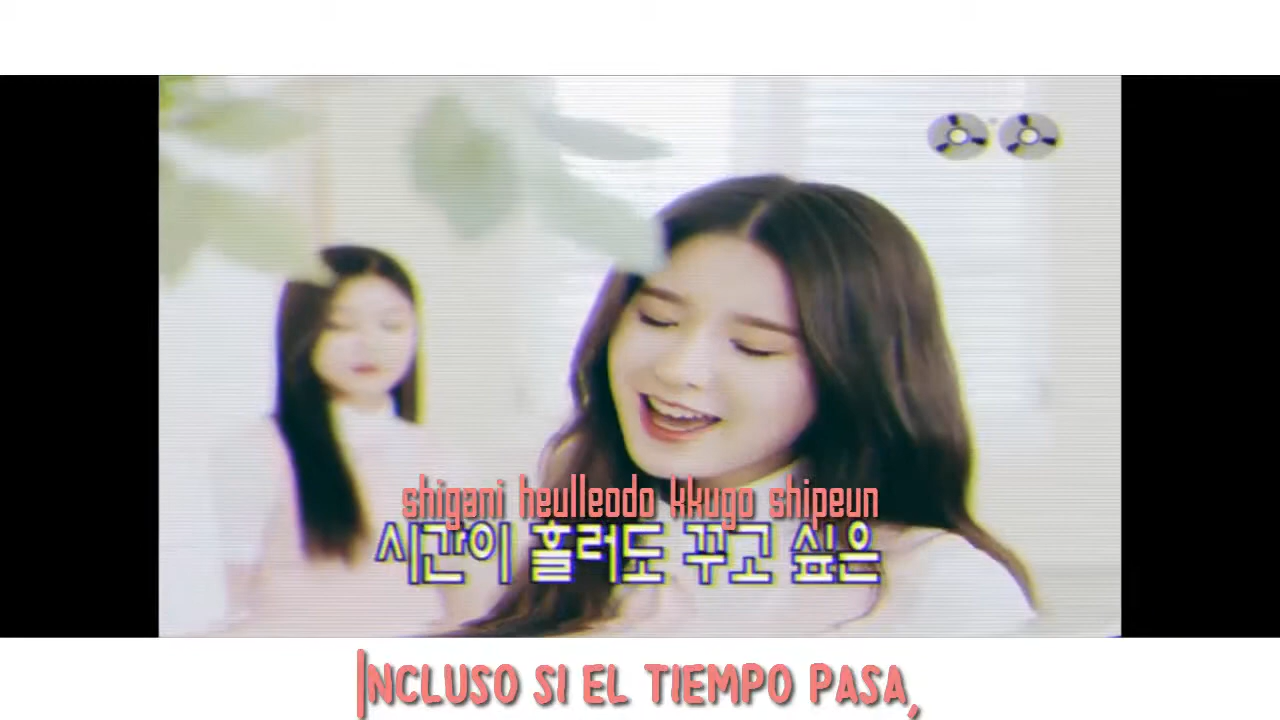 shigani heulleodo kkugo shipeun
시간이 흘러도 꾸고 싶은
INCLUSO SI EL TIEMPO PASA,